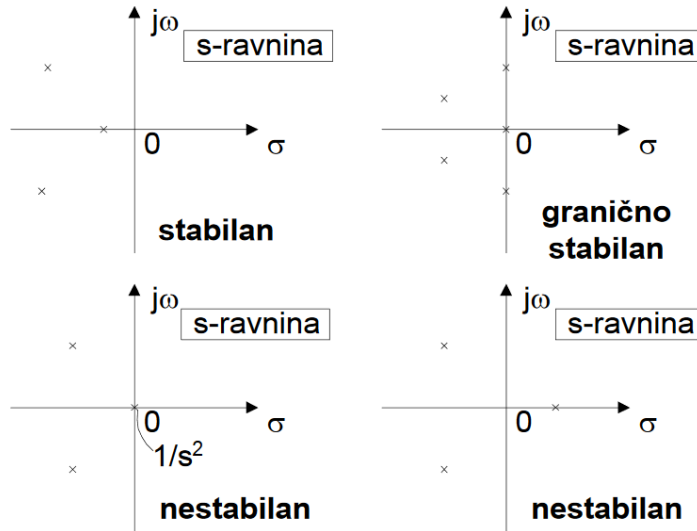 jω
s-ravnina
0
σ
stabilan
jω
s-ravnina
0
σ
granično
stabilan
jω
s-ravnina
0
σ
1/s²
nestabilan
jω
s-ravnina
0
σ
nestabilan